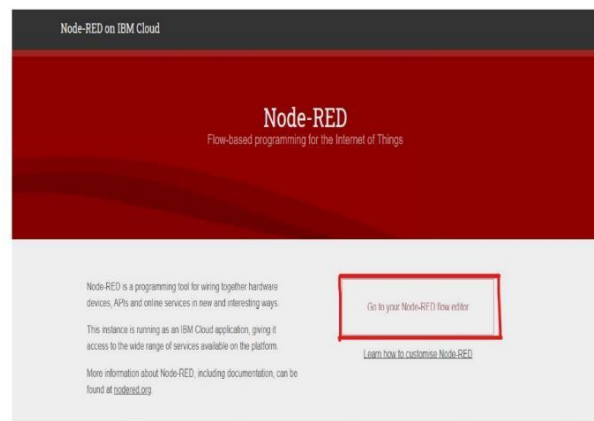 Node-RED on IBM Cloud
Node-RED
Flow-based programming for the Internet of Things
Node-RED is a programming tool for wiring together hardware
devices, APIs and online services in new and interesting ways.
This instance is running as an IBM Cloud application, giving it
access to the wide range of services available on the platform.
More information about Node-RED, including documentation, can be
found at nodered.org.
Go to your Node-RED flow editor
Learn how to customise Node-RED